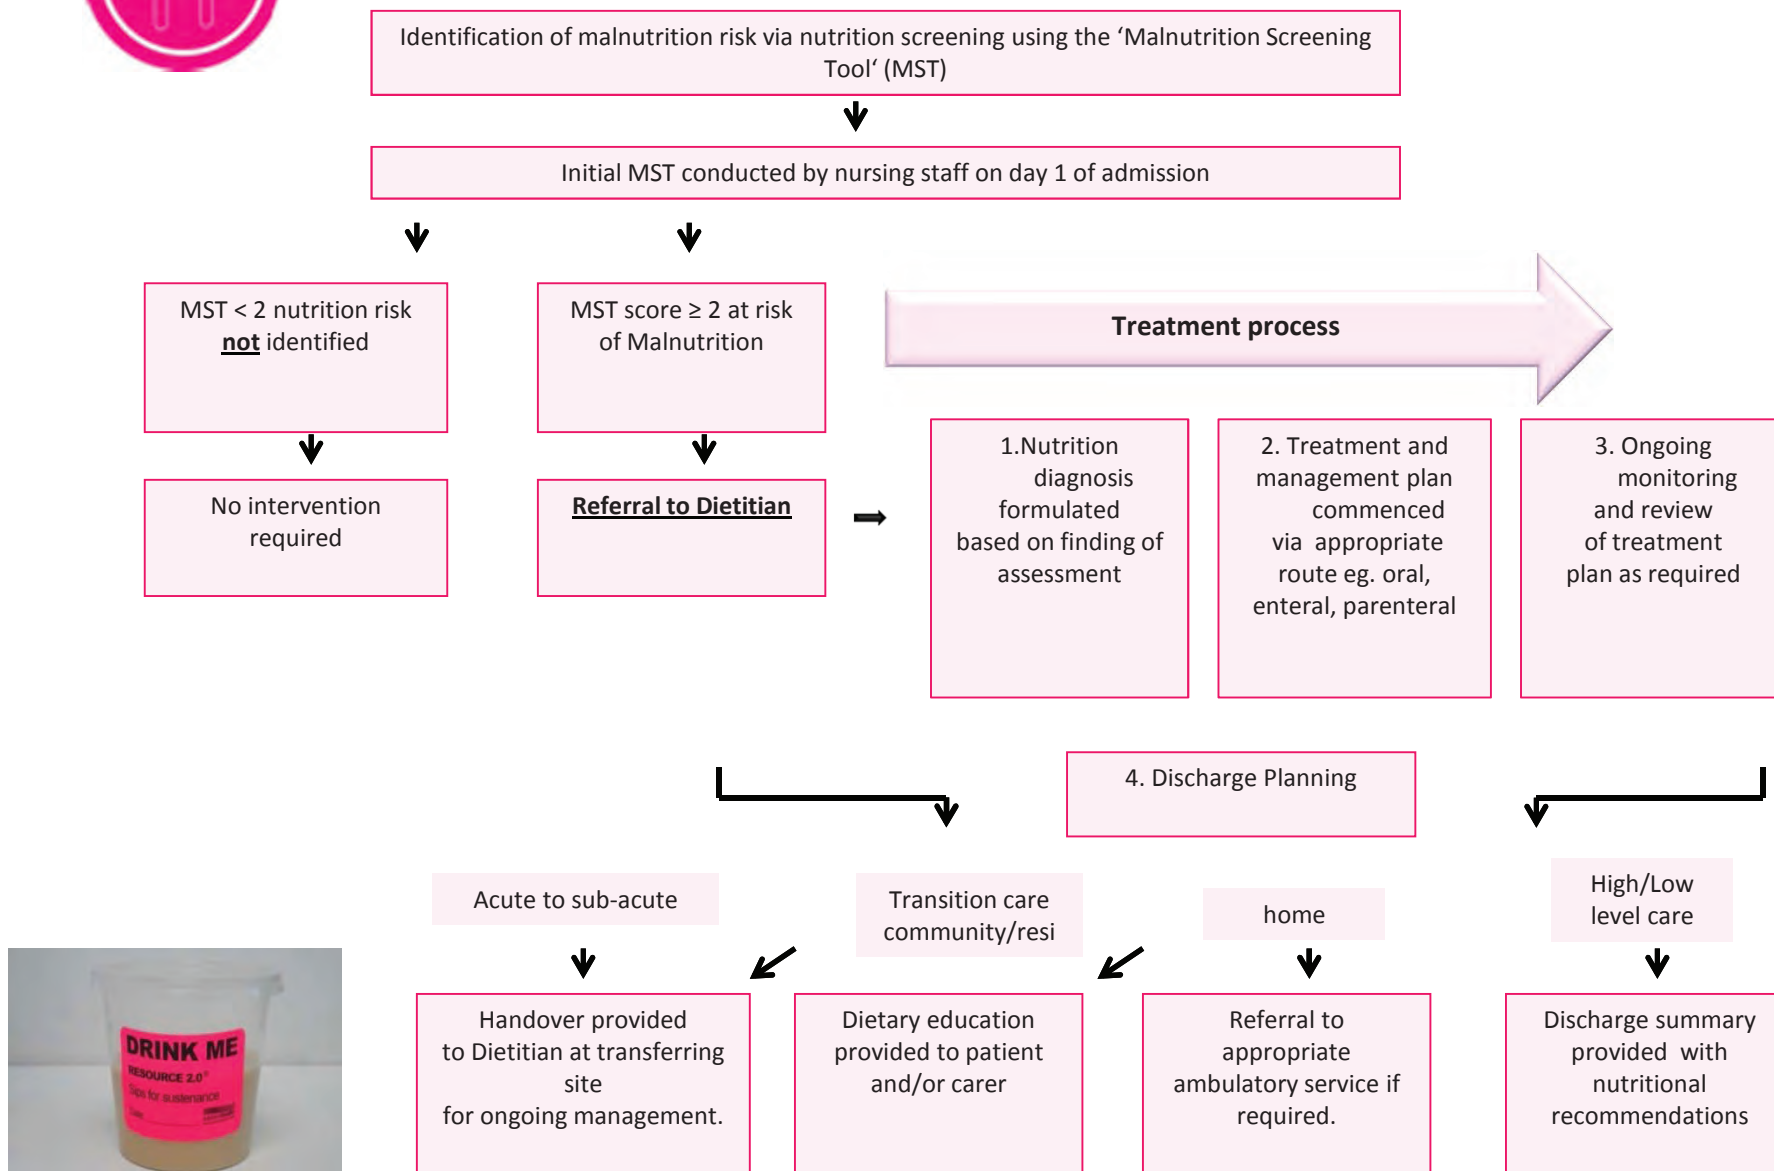 Identification of malnutrition risk via nutrition screening using the ‘Malnutrition Screening
Tool‘ (MST)
Initial MST conducted by nursing staff on day 1 of admission
MST < 2 nutrition risk
not identified
MST score ≥ 2 at risk
of Malnutrition
Treatment process
No intervention
required
Referral to Dietitian
1.Nutrition
diagnosis
formulated
based on finding of
assessment
2. Treatment and
management plan
commenced
via appropriate
route eg. oral,
enteral, parenteral
3. Ongoing
monitoring
and review
of treatment
plan as required
4. Discharge Planning
Acute to sub-acute
Transition care
community/resi
home
High/Low
level care
Handover provided
to Dietitian at transferring
site
for ongoing management.
Dietary education
provided to patient
and/or carer
Referral to
appropriate
ambulatory service if
required.
Discharge summary
provided with
nutritional
recommendations
DRINK ME
RESOURCE 2.0
Sips for sustenance
Date